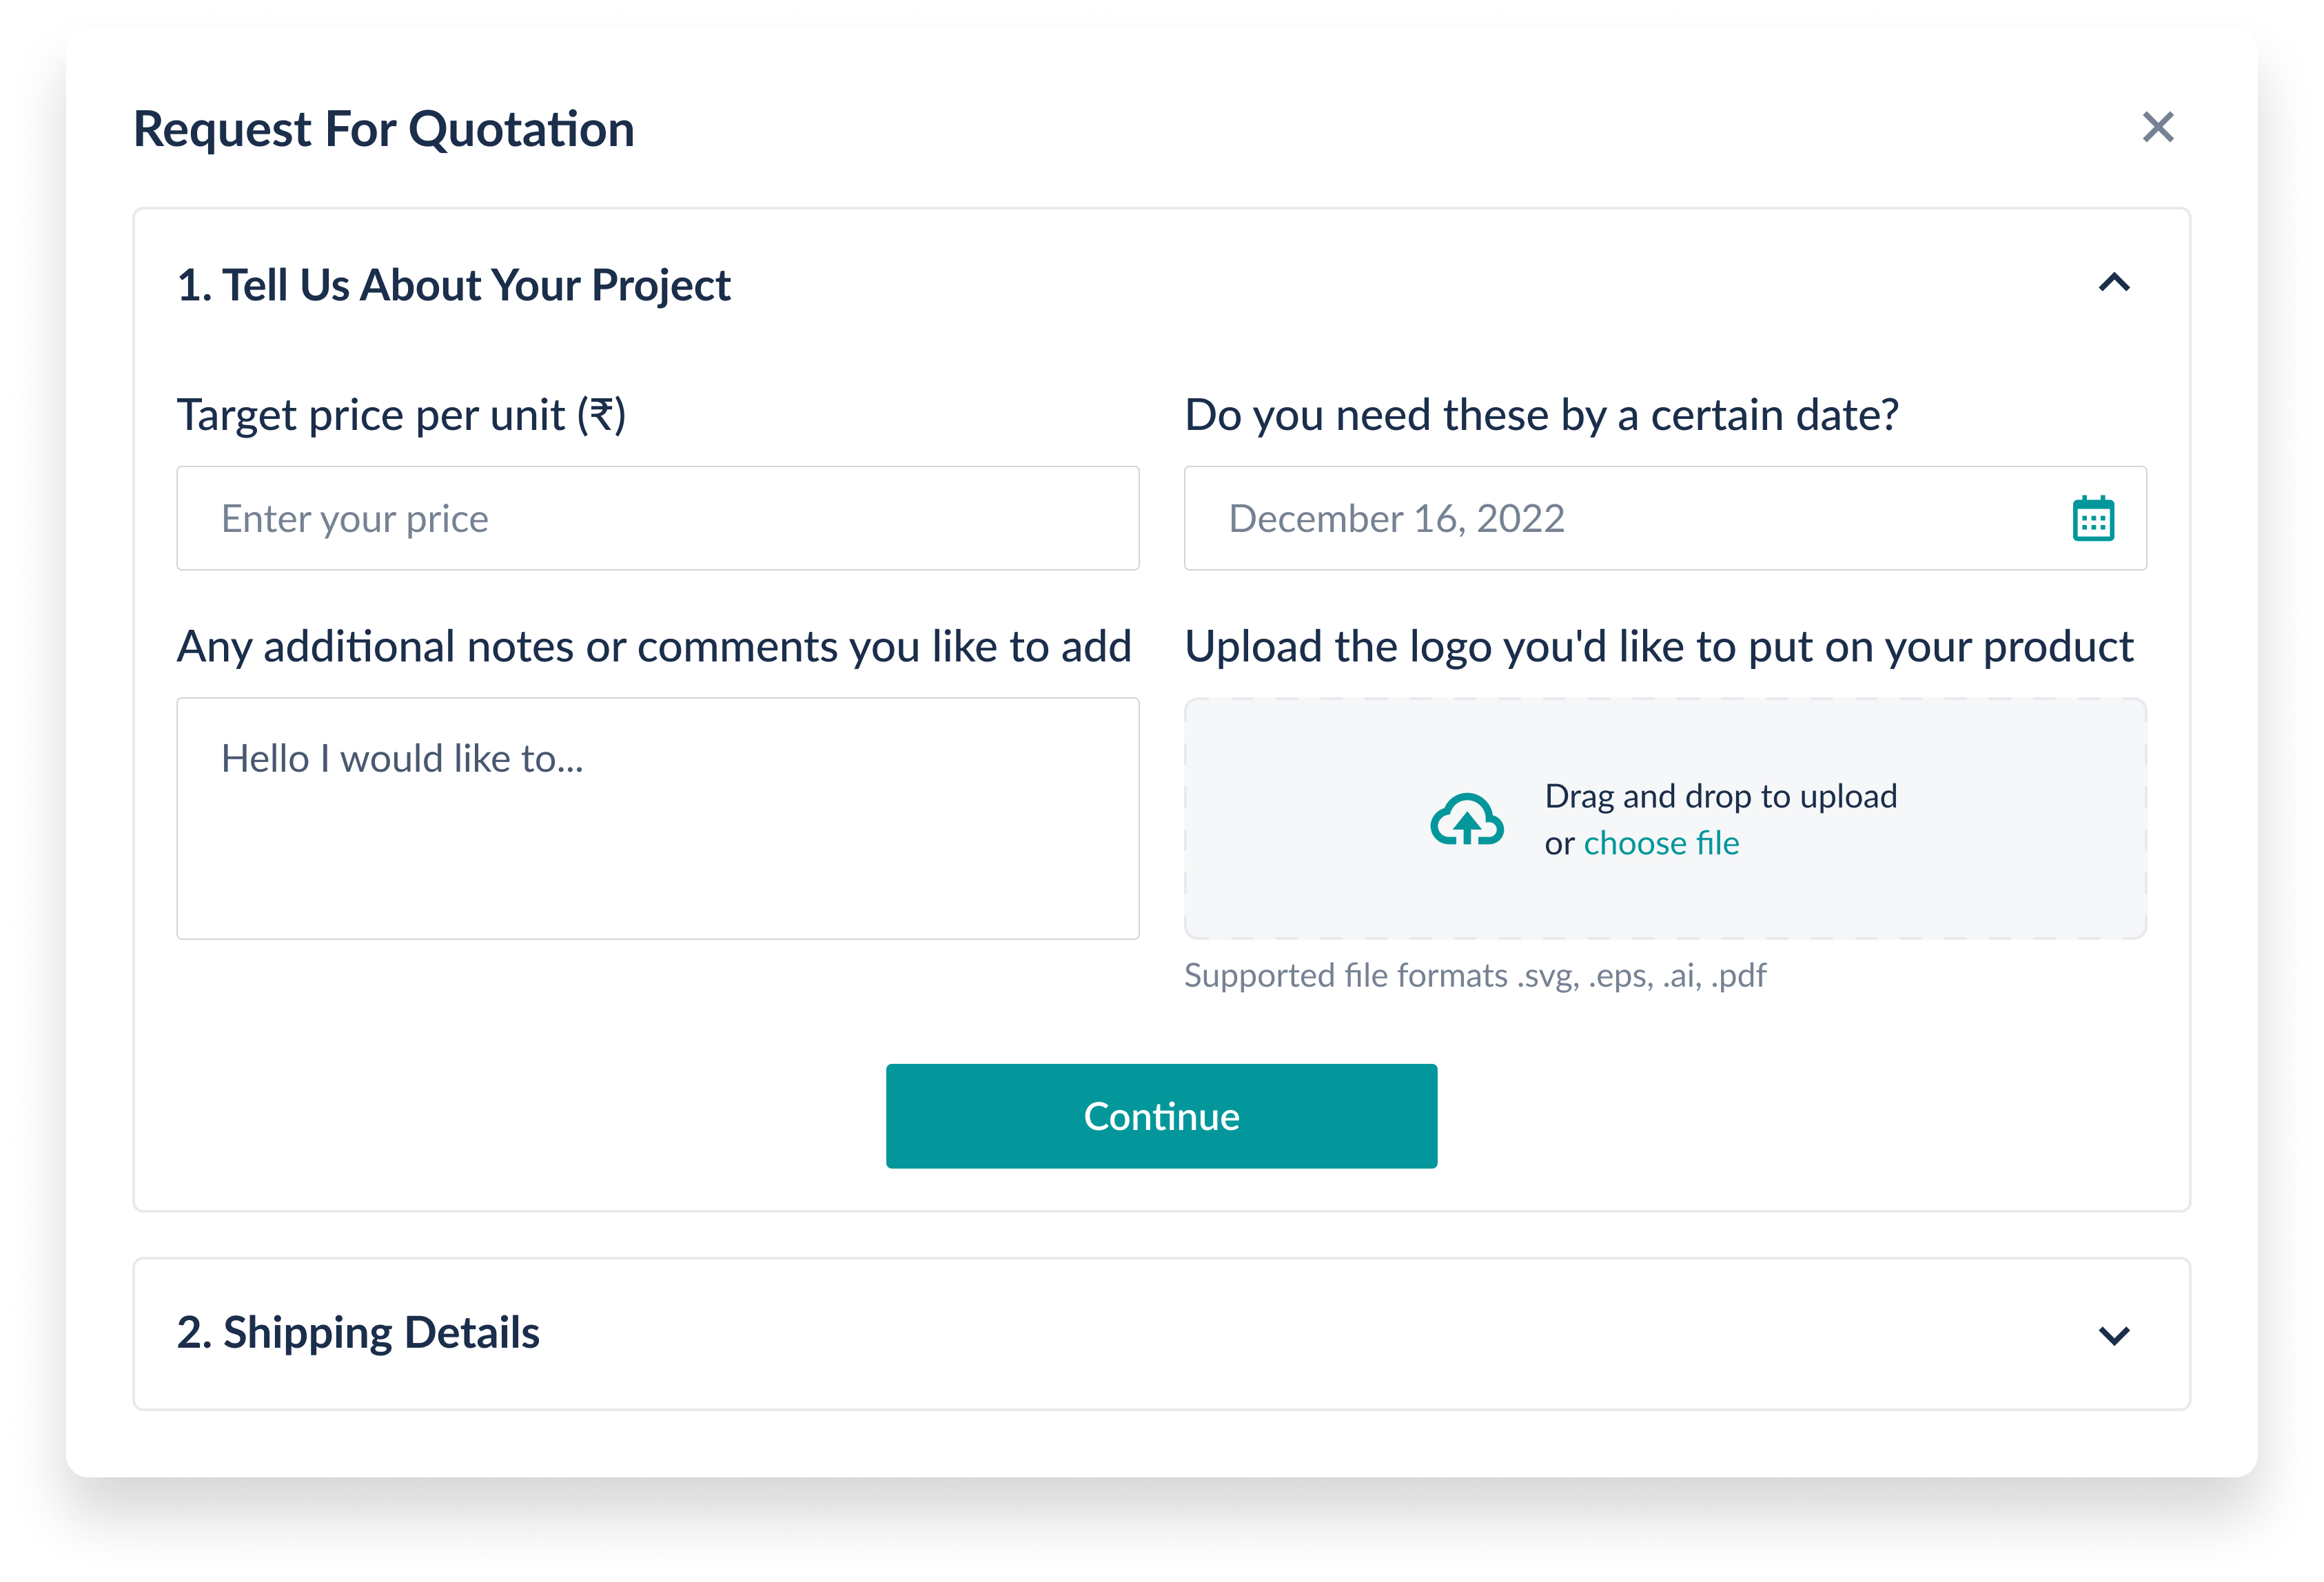 Request For Quotation
1. Tell Us About Your Project
Target price per unit (₹)
Enter your price
Do you need these by a certain date?
December 16, 2022
Any additional notes or comments you like to add
Hello I would like to...
Upload the logo you'd like to put on your product
Drag and drop to upload
or choose file
Supported file formats .svg, .eps, .ai, .pdf
Continue
2. Shipping Details